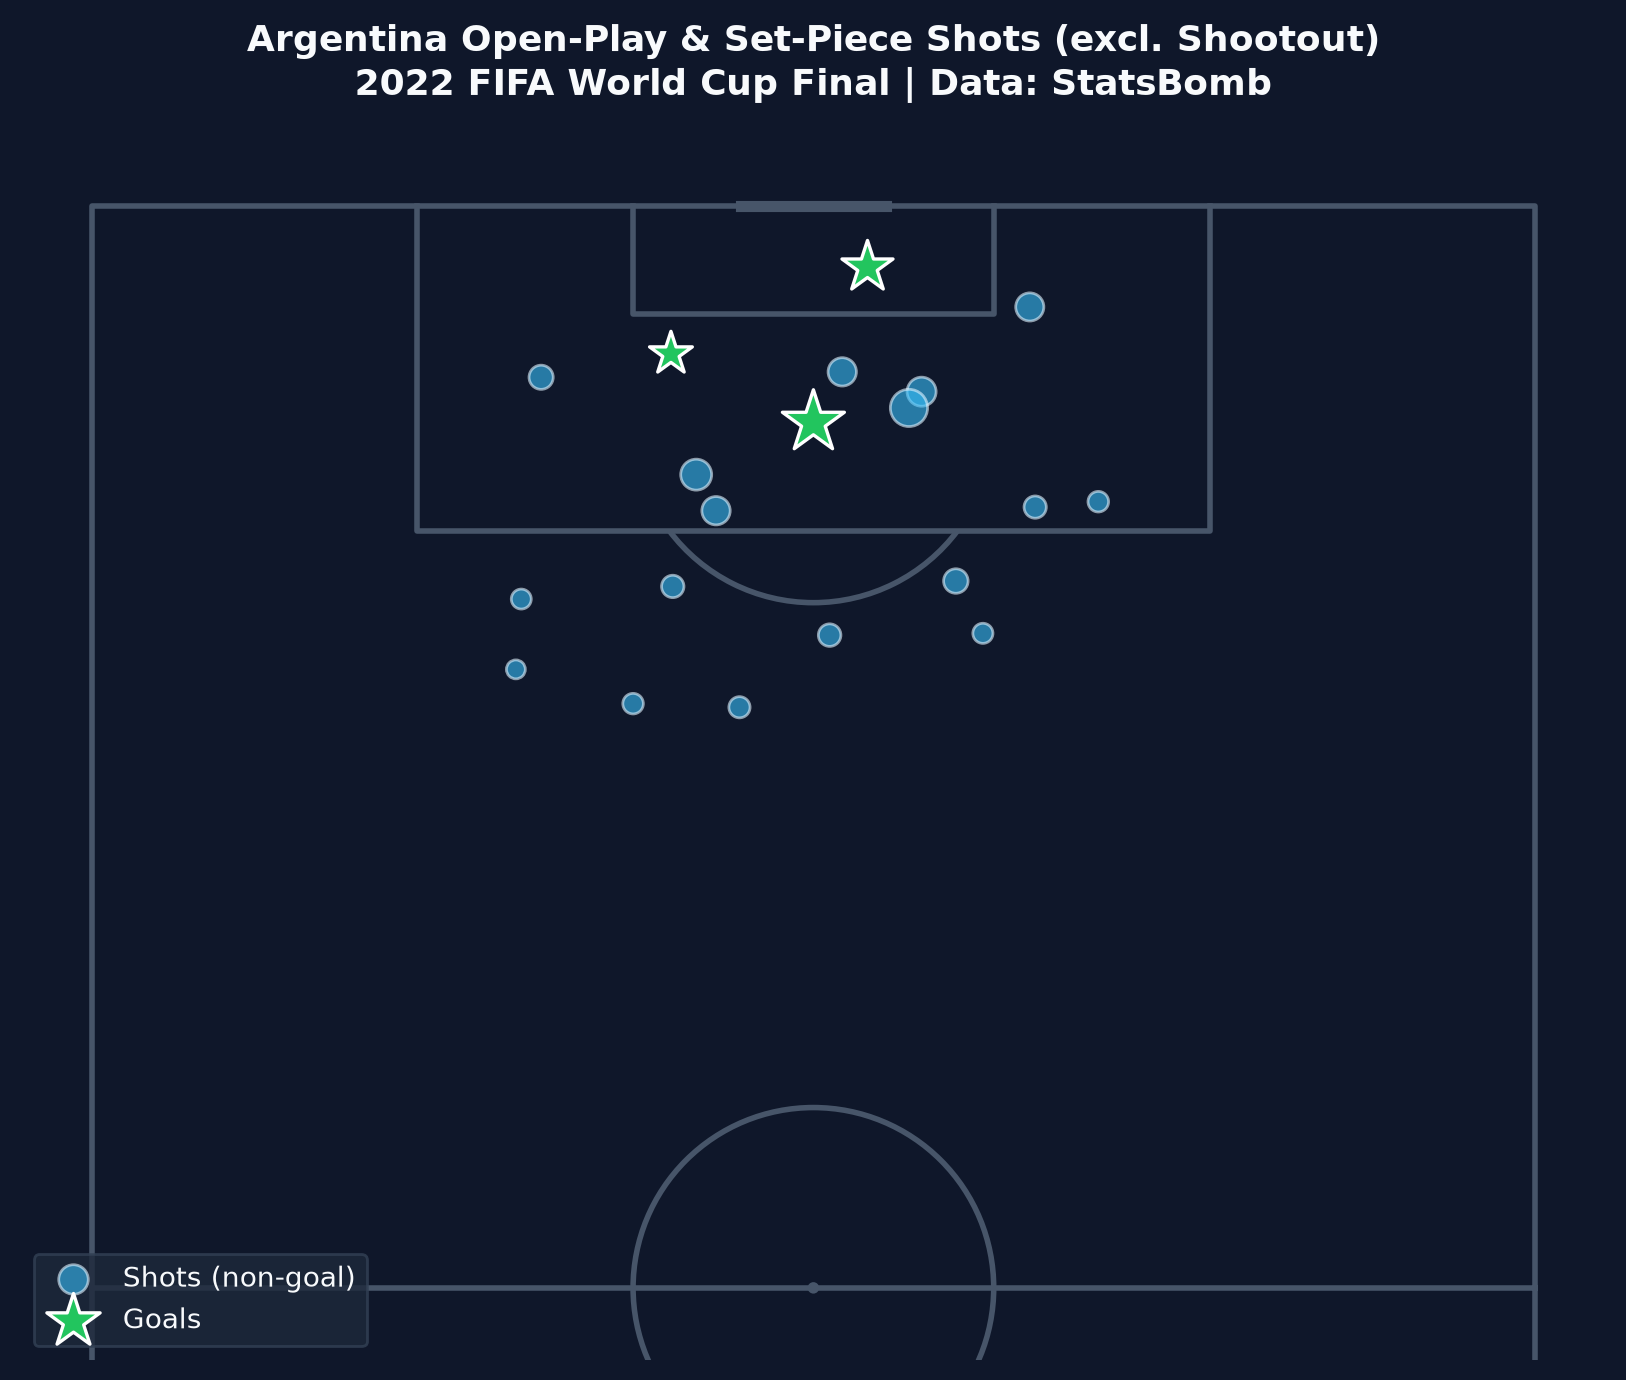 Argentina Open-Play & Set-Piece Shots (excl. Shootout)
2022 FIFA World Cup Final | Data: StatsBomb
Shots (non-goal)
Goals